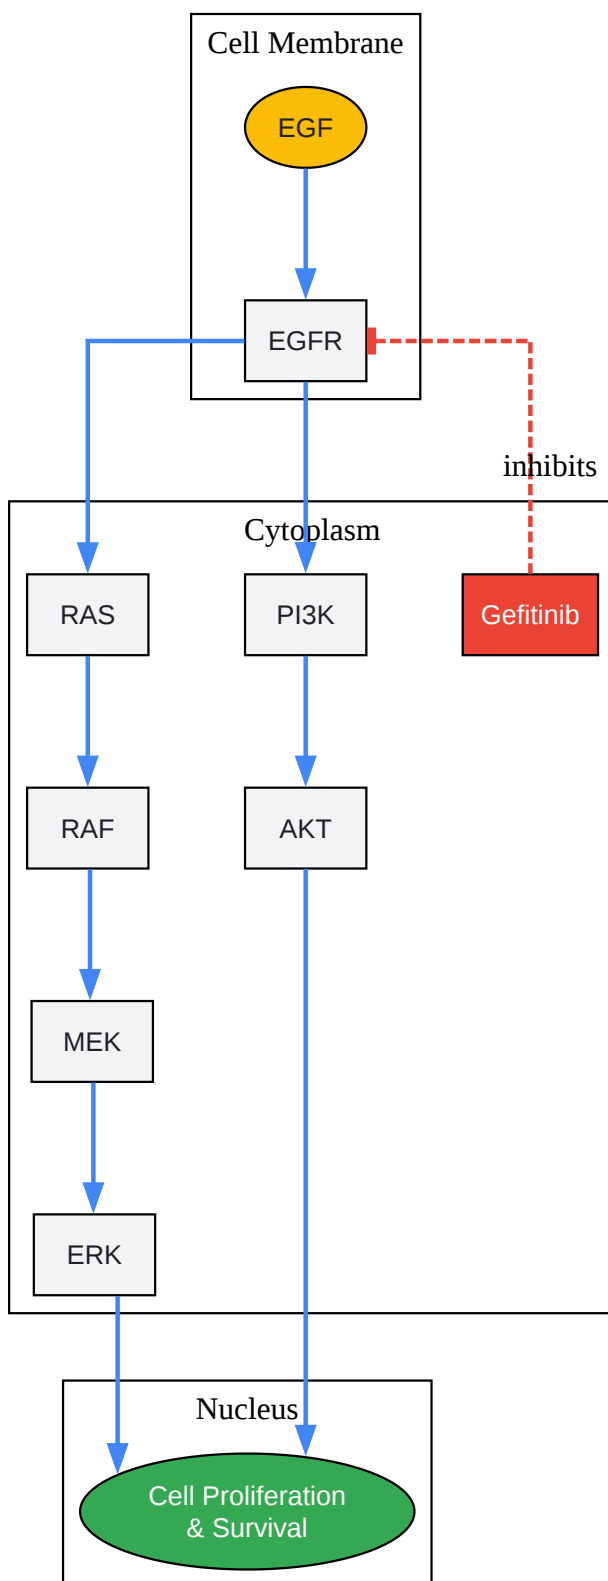 Cell Membrane
EGF
EGFR
inhibits
Cytoplasm
RAS
PI3K
Gefitinib
RAF
AKT
MEK
ERK
Nucleus
Cell Proliferation
& Survival